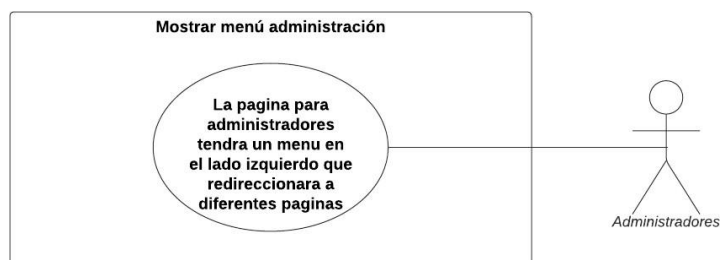 Mostrar menú administración
La pagina para
administradores
tendra un menu en
el lado izquierdo que
redireccionara a
diferentes paginas
Administradores